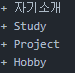 + 자기소개
+ Study
+ Project
+ Hobby